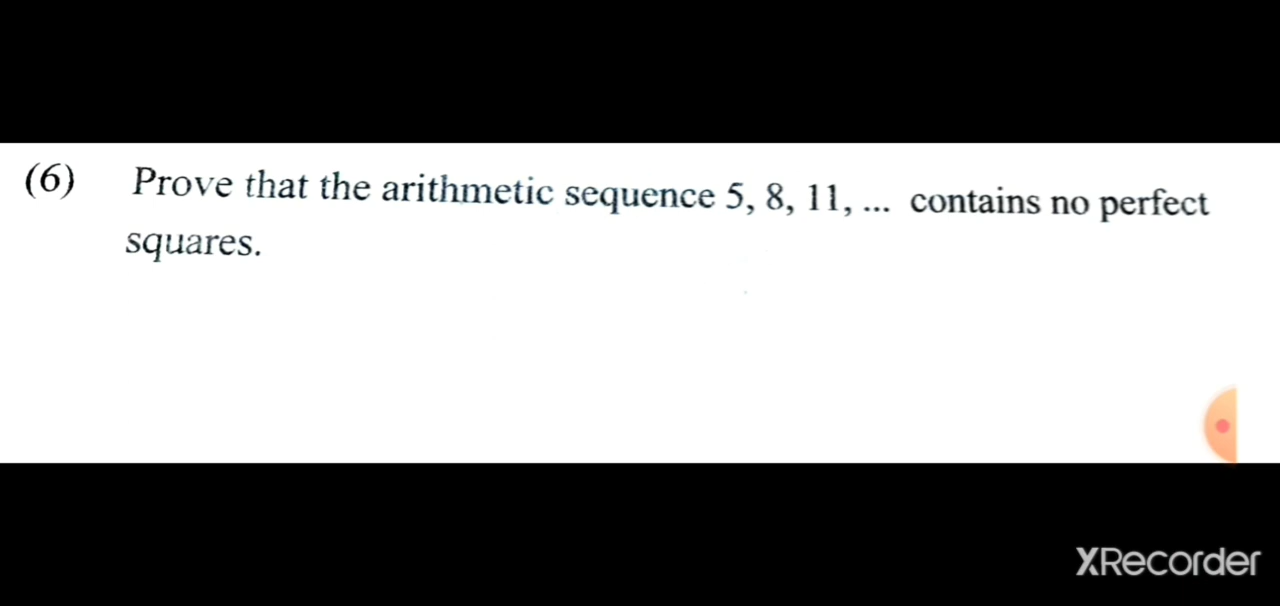 (6) Prove that the arithmetic sequence 5, 8, 11, ... contains no perfect
squares.
XRecorder